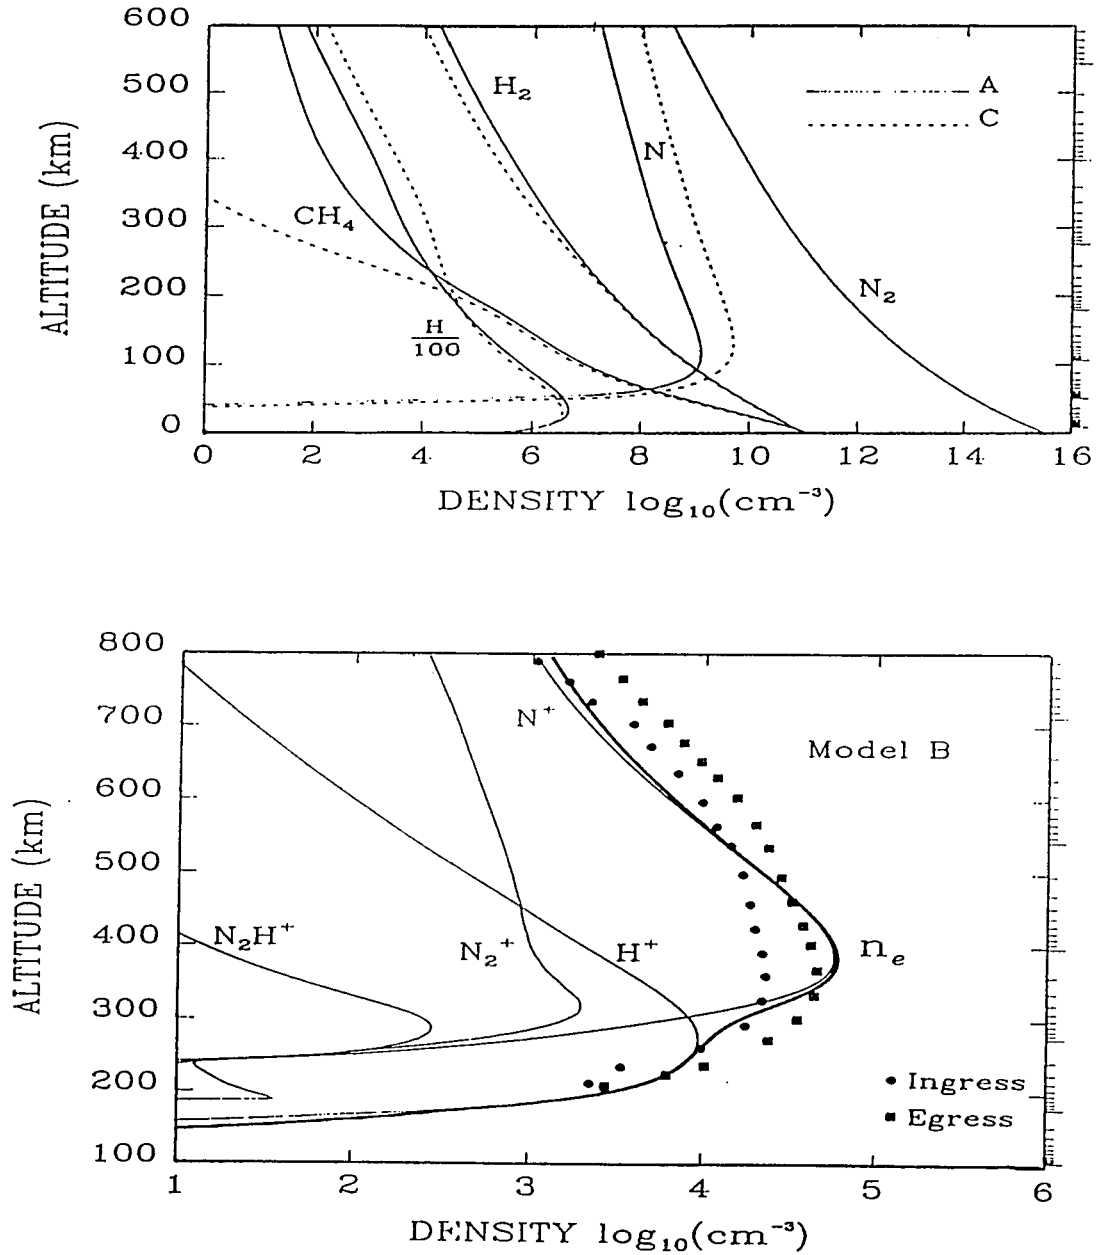 600
500
400
300
200
100
0
ALTITUDE (km)
H₂
N
CH₄
H
100
N₂
A
C
0 2 4 6 8 10 12 14 16
DENSITY log₁₀(cm⁻³)
800
700
600
500
400
300
200
100
ALTITUDE (km)
N⁺
Model B
N₂H⁺
N₂⁺
H⁺
nₑ
Ingress
Egress
1 2 3 4 5 6
DENSITY log₁₀(cm⁻³)